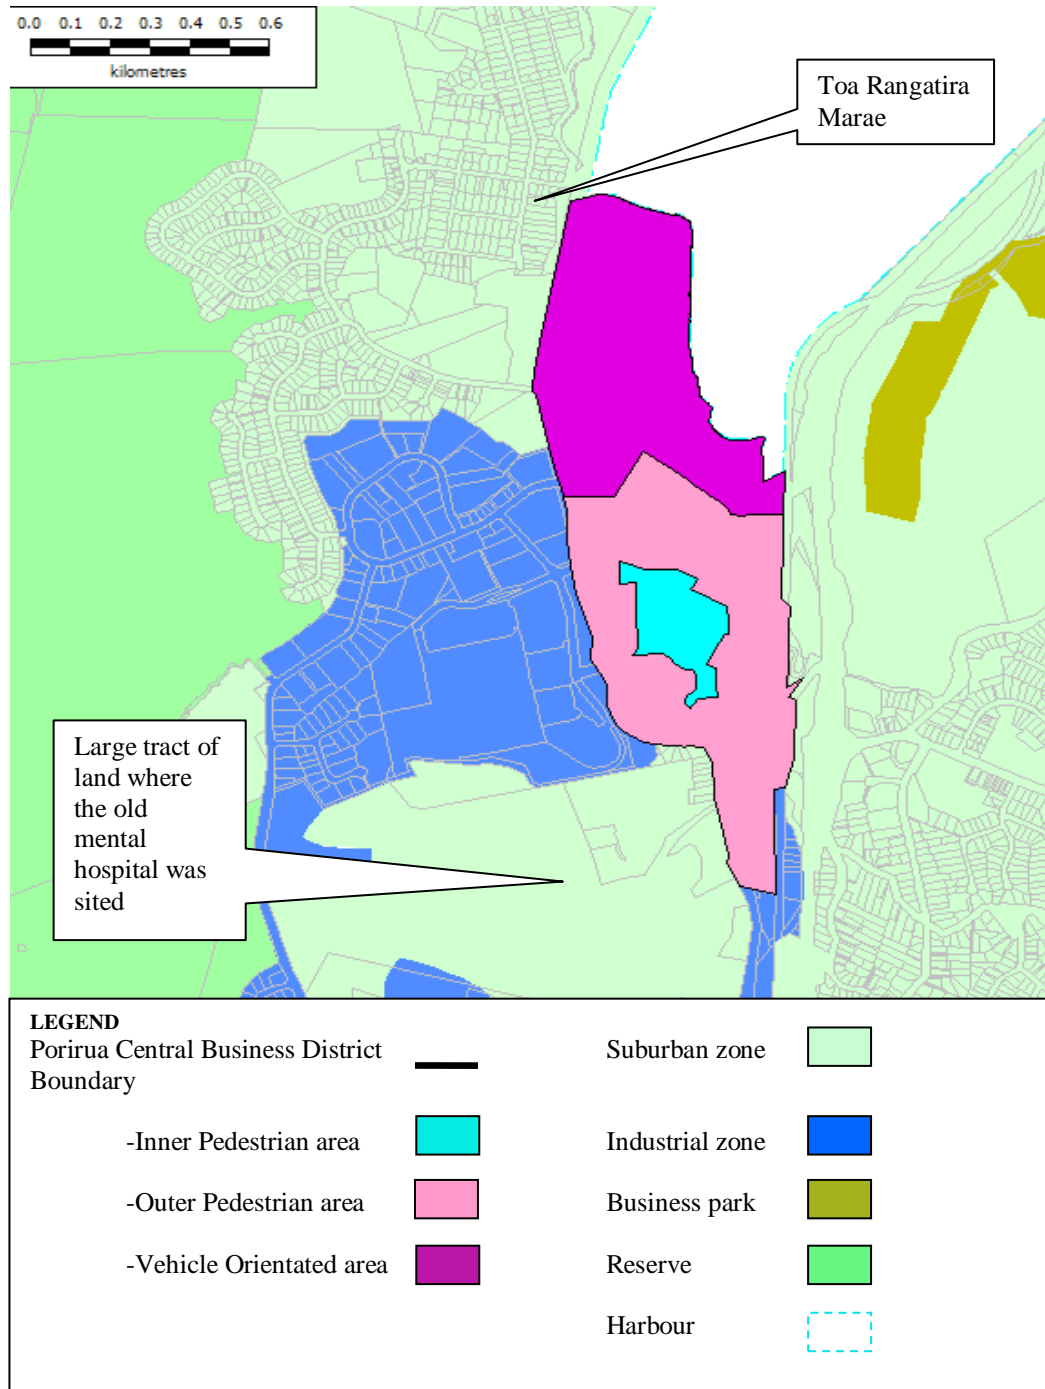 0.0 0.1 0.2 0.3 0.4 0.5 0.6
kilometres
Toa Rangatira
Marae
Large tract of
land where
the old
mental
hospital was
sited
LEGEND
Porirua Central Business District
Boundary
-Inner Pedestrian area
-Outer Pedestrian area
-Vehicle Orientated area
Suburban zone
Industrial zone
Business park
Reserve
Harbour